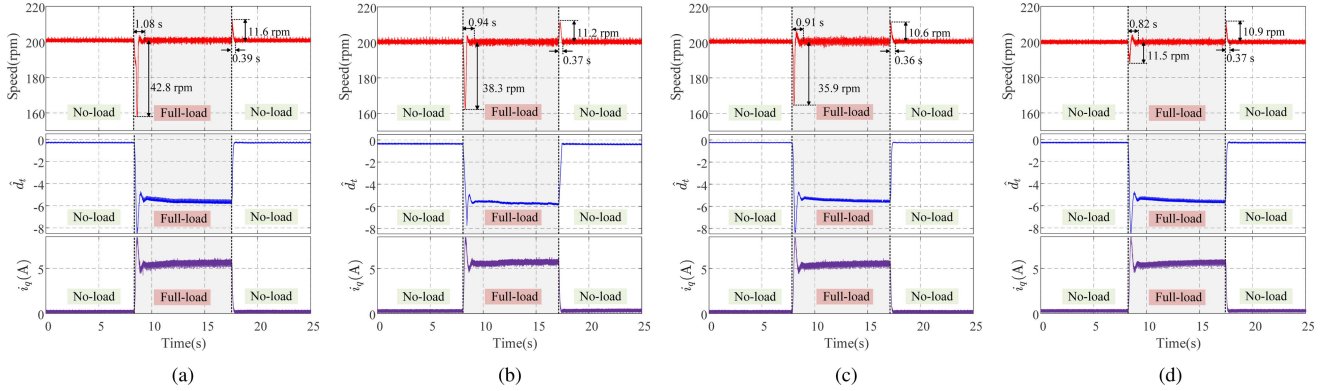 Speed(rpm)
220
200
180
160
1.08 s
11.6 rpm
0.39 s
42.8 rpm
No-load
Full-load
No-load
d̂t
0
-2
-4
-6
-8
No-load
Full-load
No-load
iq(A)
5
0
No-load
Full-load
No-load
0
5
10
15
20
25
Time(s)
(a)
Speed(rpm)
220
200
180
160
0.94 s
11.2 rpm
0.37 s
38.3 rpm
No-load
Full-load
No-load
d̂t
0
-2
-4
-6
-8
No-load
Full-load
No-load
iq(A)
5
0
No-load
Full-load
No-load
0
5
10
15
20
25
Time(s)
(b)
Speed(rpm)
220
200
180
160
0.91 s
10.6 rpm
0.36 s
35.9 rpm
No-load
Full-load
No-load
d̂t
0
-2
-4
-6
-8
No-load
Full-load
No-load
iq(A)
5
0
No-load
Full-load
No-load
0
5
10
15
20
25
Time(s)
(c)
Speed(rpm)
220
200
180
160
0.82 s
10.9 rpm
0.37 s
11.5 rpm
No-load
Full-load
No-load
d̂t
0
-2
-4
-6
-8
No-load
Full-load
No-load
iq(A)
5
0
No-load
Full-load
No-load
0
5
10
15
20
25
Time(s)
(d)